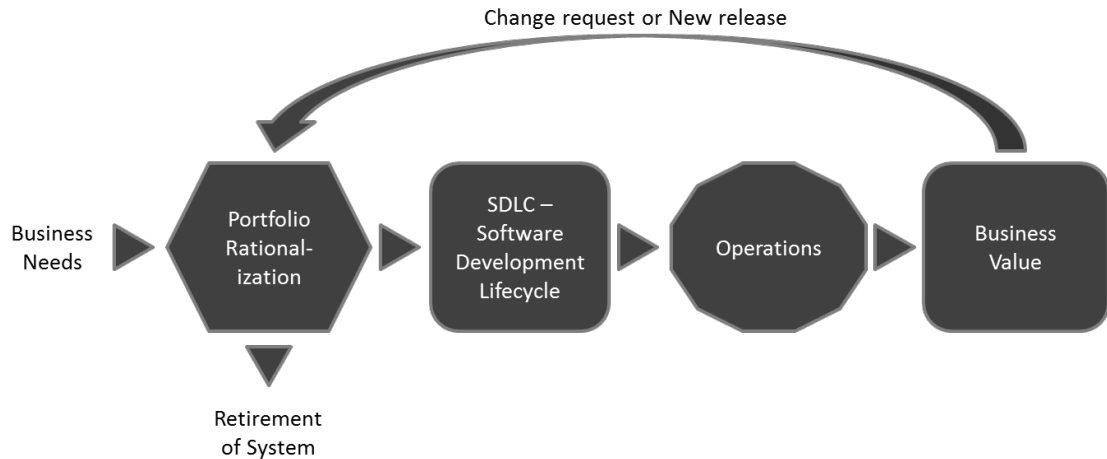 Change request or New release
Business
Needs
Portfolio
Rational-
ization
SDLC –
Software
Development
Lifecycle
Operations
Business
Value
Retirement
of System